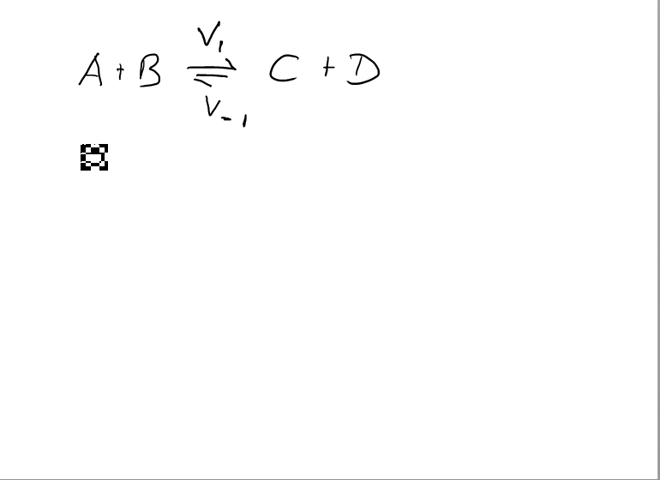 V₁
A + B ⇌ C + D
V₋₁